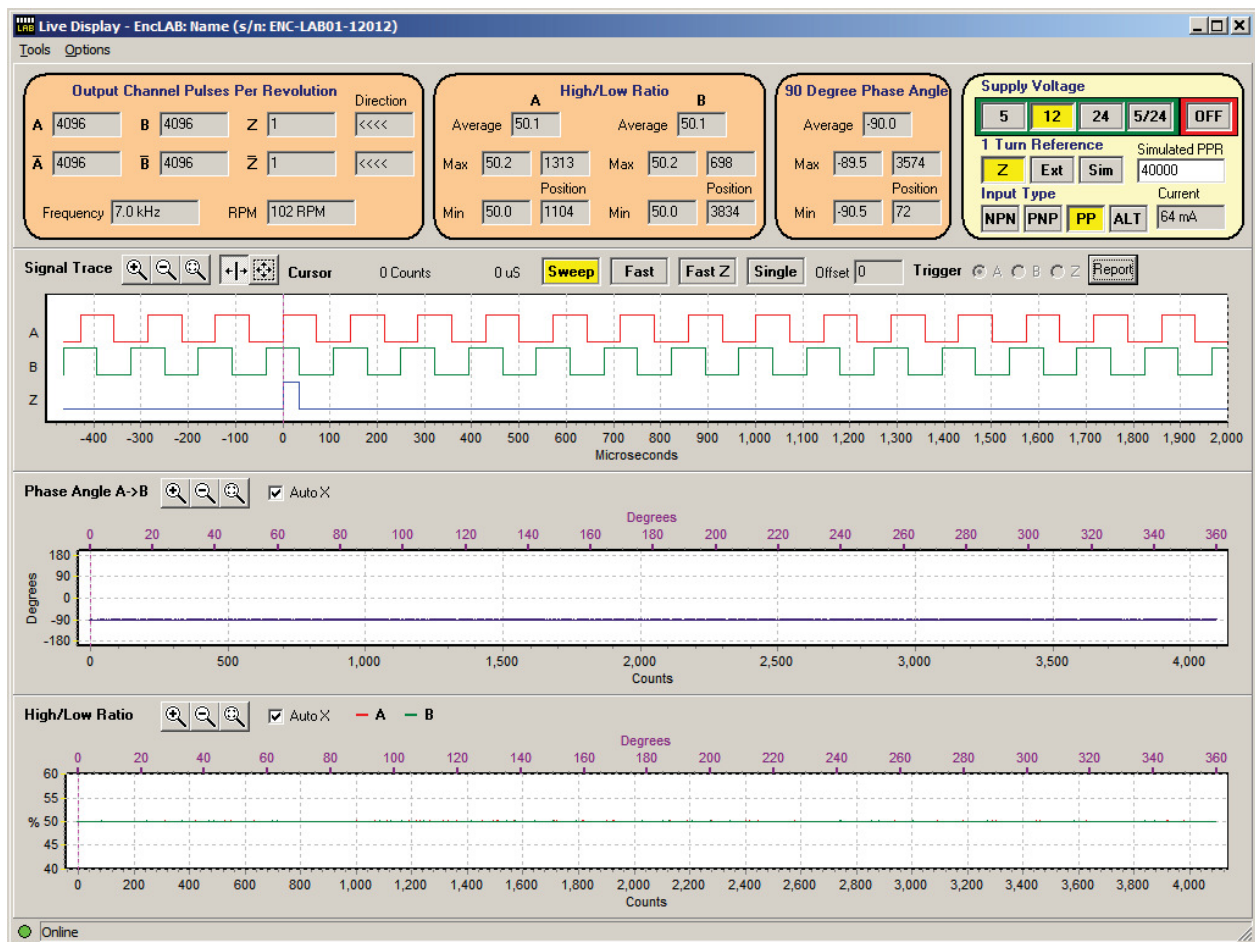 Live Display - EncLAB: Name (s/n: ENC-LAB01-12012)
Tools Options
Output Channel Pulses Per Revolution
Direction
A 4096 B 4096 Z 1 <<<<
A̅ 4096 B̅ 4096 Z̅ 1 <<<<
Frequency 7.0 kHz RPM 102 RPM
High/Low Ratio
A B
Average 50.1 Average 50.1
Max 50.2 1313 Max 50.2 698
Position Position
Min 50.0 1104 Min 50.0 3834
90 Degree Phase Angle
Average -90.0
Max -89.5 3574
Position
Min -90.5 72
Supply Voltage
5 12 24 5/24 OFF
1 Turn Reference Simulated PPR
Z Ext Sim 40000
Input Type Current
NPN PNP PP ALT 64 mA
Signal Trace Cursor 0 Counts 0 uS Sweep Fast Fast Z Single Offset 0 Trigger A B Z Report
A
B
Z
-400 -300 -200 -100 0 100 200 300 400 500 600 700 800 900 1,000 1,100 1,200 1,300 1,400 1,500 1,600 1,700 1,800 1,900 2,000
Microseconds
Phase Angle A->B Auto X
Degrees
0 20 40 60 80 100 120 140 160 180 200 220 240 260 280 300 320 340 360
Degrees
180
90
0
-90
-180
0 500 1,000 1,500 2,000 2,500 3,000 3,500 4,000
Counts
High/Low Ratio Auto X A B
Degrees
0 20 40 60 80 100 120 140 160 180 200 220 240 260 280 300 320 340 360
60
55
% 50
45
40
0 200 400 600 800 1,000 1,200 1,400 1,600 1,800 2,000 2,200 2,400 2,600 2,800 3,000 3,200 3,400 3,600 3,800 4,000
Counts
Online